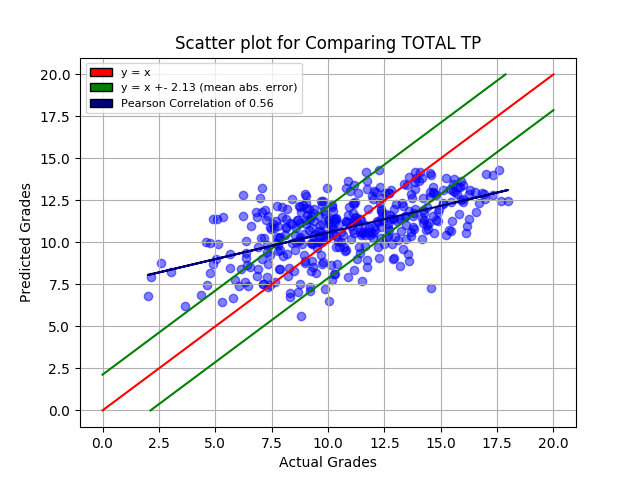 Scatter plot for Comparing TOTAL TP
y = x
y = x +- 2.13 (mean abs. error)
Pearson Correlation of 0.56
Predicted Grades
20.0
17.5
15.0
12.5
10.0
7.5
5.0
2.5
0.0
0.0 2.5 5.0 7.5 10.0 12.5 15.0 17.5 20.0
Actual Grades